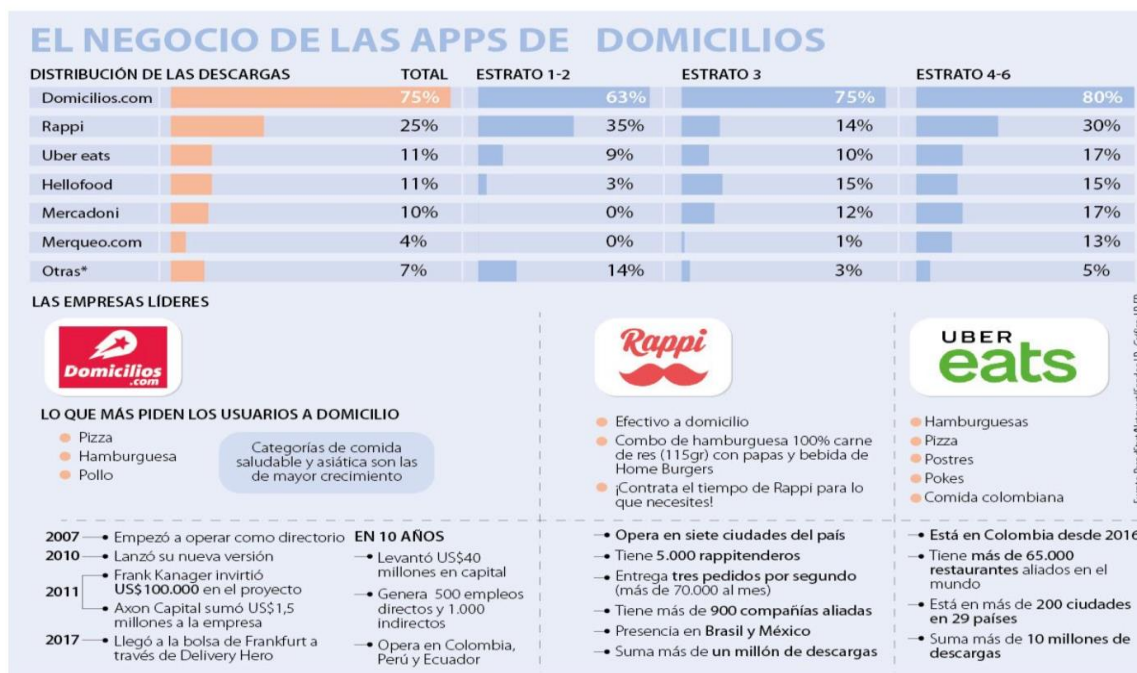 EL NEGOCIO DE LAS APPS DE DOMICILIOS
DISTRIBUCIÓN DE LAS DESCARGAS TOTAL ESTRATO 1-2 ESTRATO 3 ESTRATO 4-6
Domicilios.com 75% 63% 75% 80%
Rappi 25% 35% 14% 30%
Uber eats 11% 9% 10% 17%
Hellofood 11% 3% 15% 15%
Mercadoni 10% 0% 12% 17%
Merqueo.com 4% 0% 1% 13%
Otras* 7% 14% 3% 5%
LAS EMPRESAS LÍDERES
Domicilios
.com
LO QUE MÁS PIDEN LOS USUARIOS A DOMICILIO
Pizza
Hamburguesa
Pollo
Categorías de comida
saludable y asiática son las
de mayor crecimiento
2007 Empezó a operar como directorio
2010 Lanzó su nueva versión
2011 Frank Kanager invirtió
US$100.000 en el proyecto
Axon Capital sumó US$1,5
millones a la empresa
2017 Llegó a la bolsa de Frankfurt a
través de Delivery Hero
EN 10 AÑOS
Levantó US$40
millones en capital
Genera 500 empleos
directos y 1.000
indirectos
Opera en Colombia,
Perú y Ecuador
Rappi
Efectivo a domicilio
Combo de hamburguesa 100% carne
de res (115gr) con papas y bebida de
Home Burgers
¡Contrata el tiempo de Rappi para lo
que necesites!
Opera en siete ciudades del país
Tiene 5.000 rappitenderos
Entrega tres pedidos por segundo
(más de 70.000 al mes)
Tiene más de 900 compañías aliadas
Presencia en Brasil y México
Suma más de un millón de descargas
UBER
eats
Hamburguesas
Pizza
Postres
Pokes
Comida colombiana
Está en Colombia desde 2016
Tiene más de 65.000
restaurantes aliados en el
mundo
Está en más de 200 ciudades
en 29 países
Suma más de 10 millones de
descargas